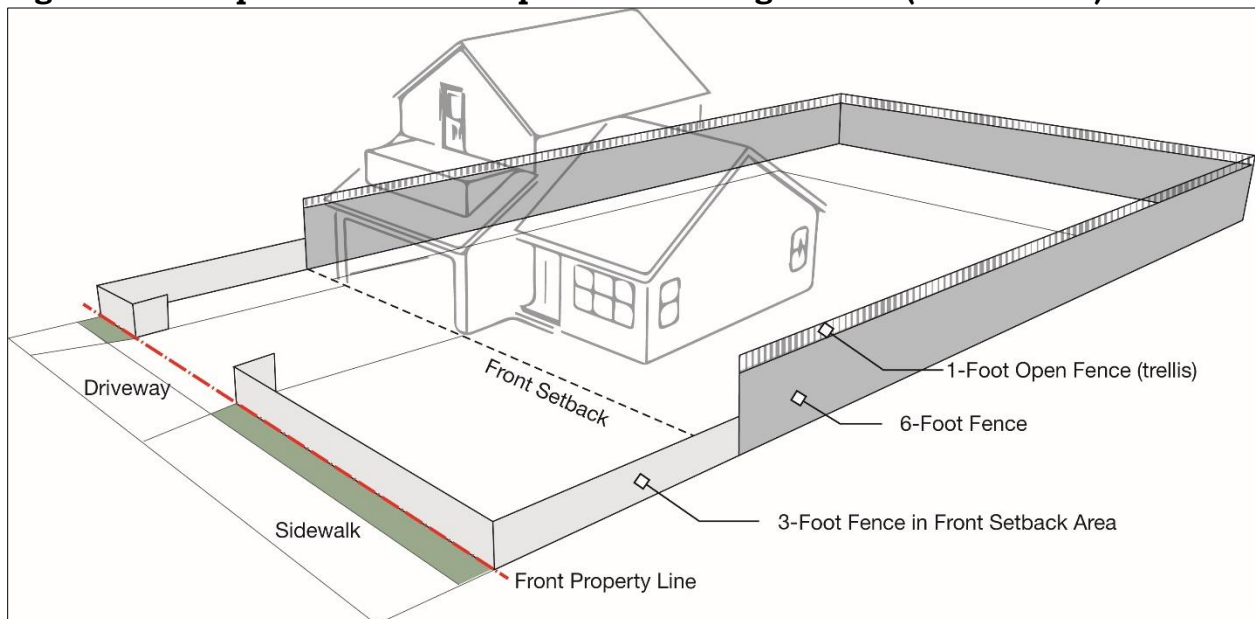 Front Setback
1-Foot Open Fence (trellis)
Driveway
6-Foot Fence
3-Foot Fence in Front Setback Area
Sidewalk
Front Property Line